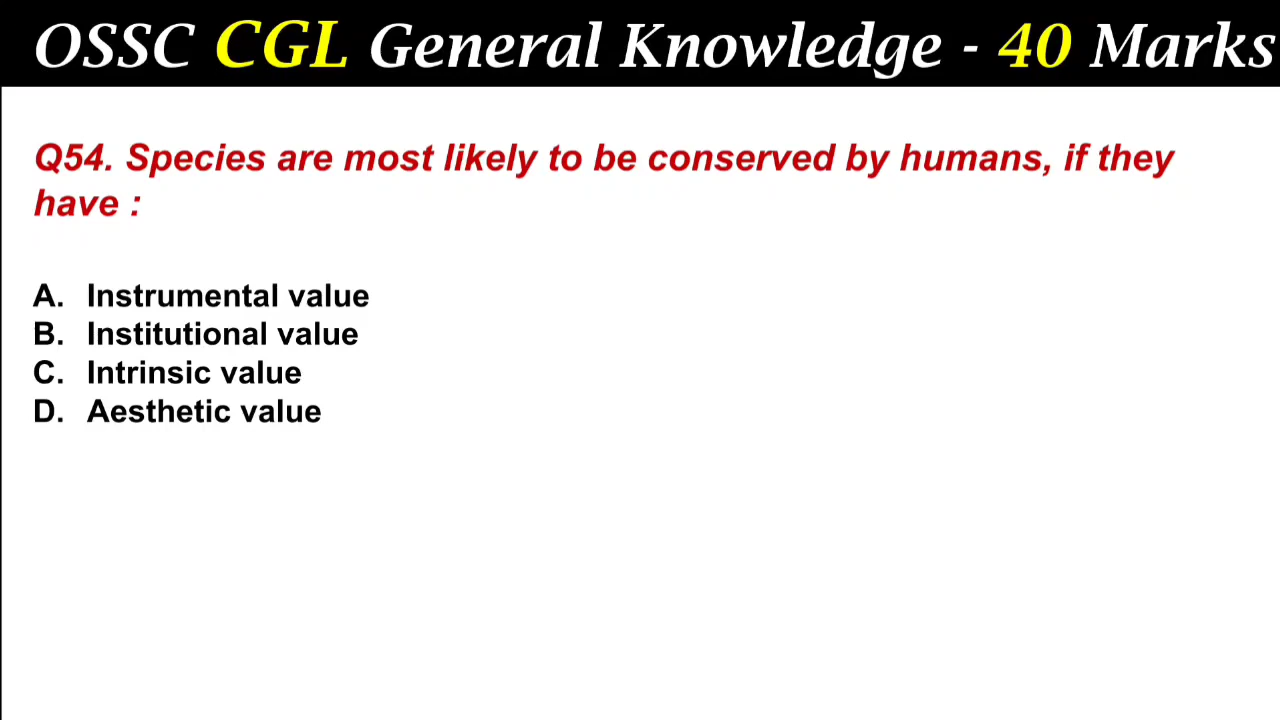 OSSC CGL General Knowledge - 40 Marks
Q54. Species are most likely to be conserved by humans, if they
have :
A. Instrumental value
B. Institutional value
C. Intrinsic value
D. Aesthetic value